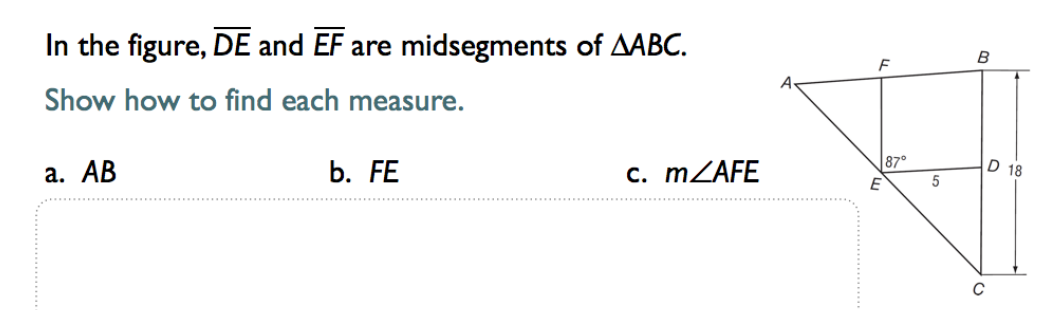 In the figure, DE and EF are midsegments of ΔABC.
Show how to find each measure.
a. AB
b. FE
c. m∠AFE
A
F
B
87°
E
5
D
18
C